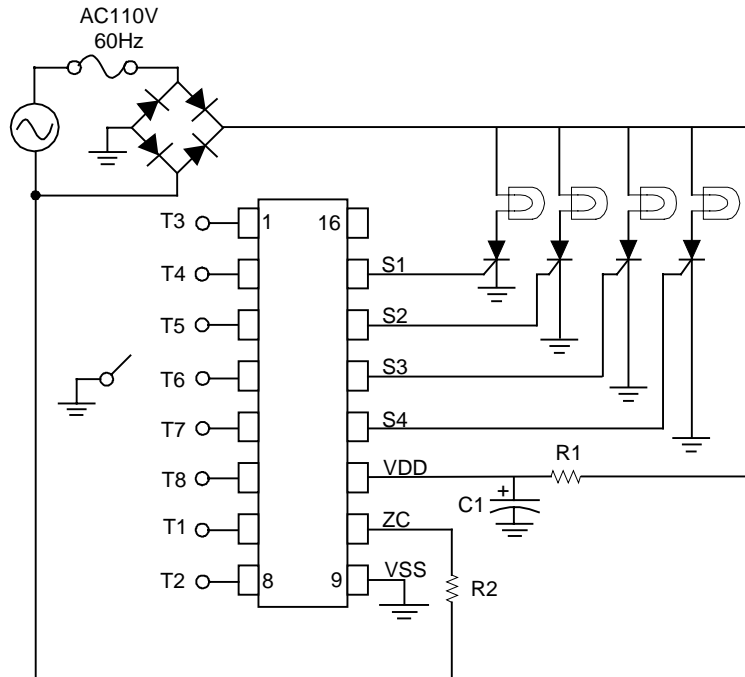 AC110V
60Hz
T3
1
16
T4
S1
T5
S2
T6
S3
T7
S4
R1
T8
VDD
+
C1
T1
ZC
T2
8
9
VSS
R2